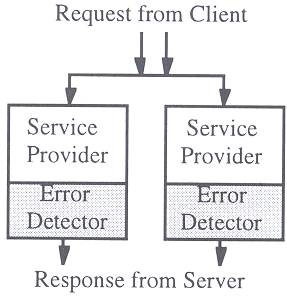 Request from Client
Service
Provider
Error
Detector
Service
Provider
Error
Detector
Response from Server